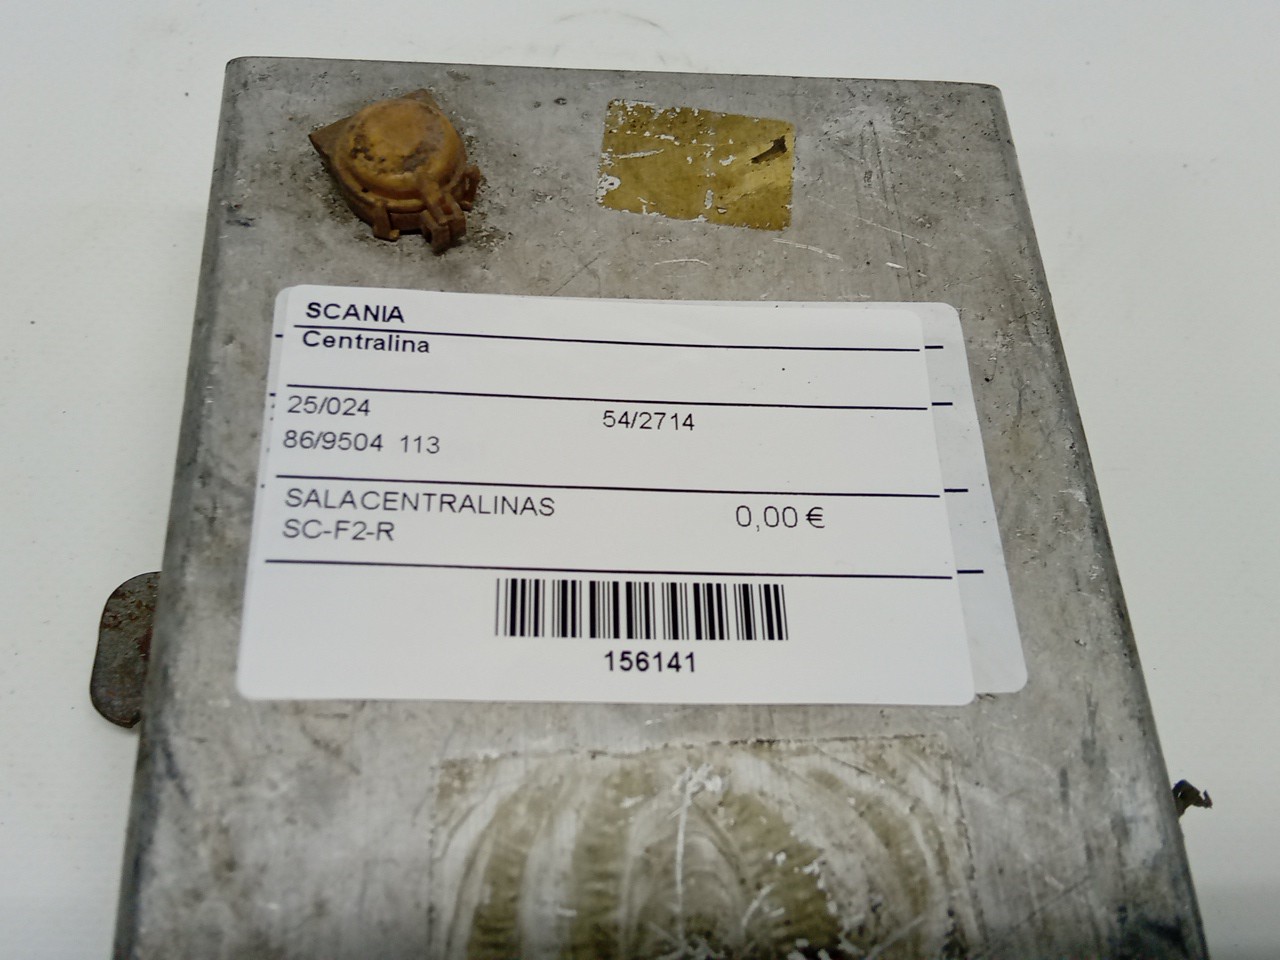 SCANIA
Centralina
25/024 54/2714
86/9504 113
SALACENTRALINAS 0,00 €
SC-F2-R
156141